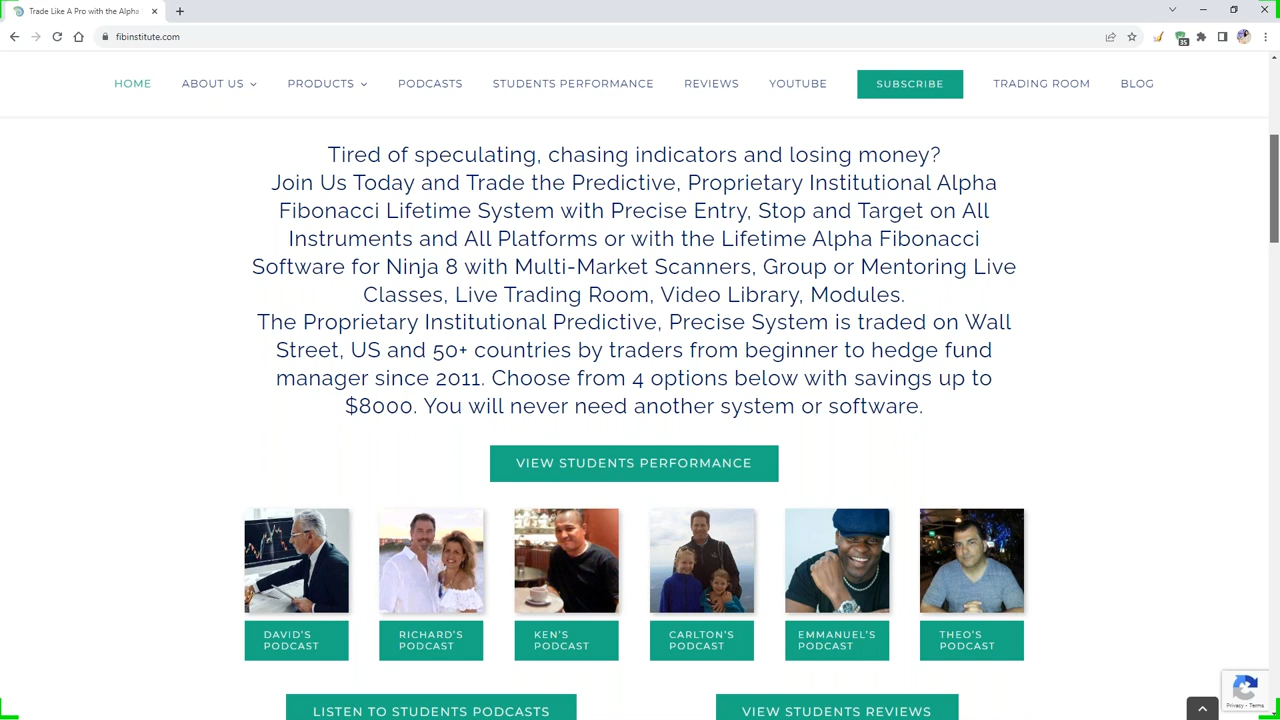 Trade Like A Pro with the Alpha
fibinstitute.com
35
HOME
ABOUT US
PRODUCTS
PODCASTS
STUDENTS PERFORMANCE
REVIEWS
YOUTUBE
SUBSCRIBE
TRADING ROOM
BLOG
Tired of speculating, chasing indicators and losing money?
Join Us Today and Trade the Predictive, Proprietary Institutional Alpha
Fibonacci Lifetime System with Precise Entry, Stop and Target on All
Instruments and All Platforms or with the Lifetime Alpha Fibonacci
Software for Ninja 8 with Multi-Market Scanners, Group or Mentoring Live
Classes, Live Trading Room, Video Library, Modules.
The Proprietary Institutional Predictive, Precise System is traded on Wall
Street, US and 50+ countries by traders from beginner to hedge fund
manager since 2011. Choose from 4 options below with savings up to
$8000. You will never need another system or software.
VIEW STUDENTS PERFORMANCE
DAVID'S
PODCAST
RICHARD'S
PODCAST
KEN'S
PODCAST
CARLTON'S
PODCAST
EMMANUEL'S
PODCAST
THEO'S
PODCAST
LISTEN TO STUDENTS PODCASTS
VIEW STUDENTS REVIEWS
Privacy - Terms